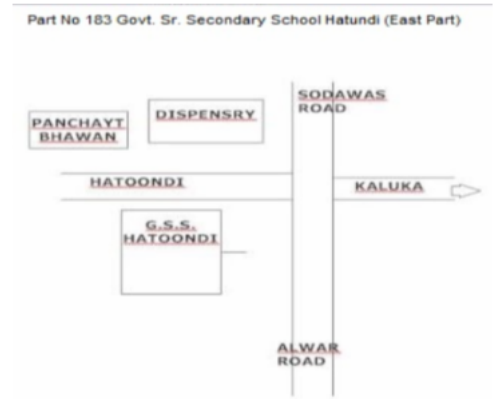 Part No 183 Govt. Sr. Secondary School Hatundi (East Part)
SODAWAS
ROAD
DISPENSRY
PANCHAYT
BHAWAN
HATOONDI
KALUKA
G.S.S.
HATOONDI
ALWAR
ROAD